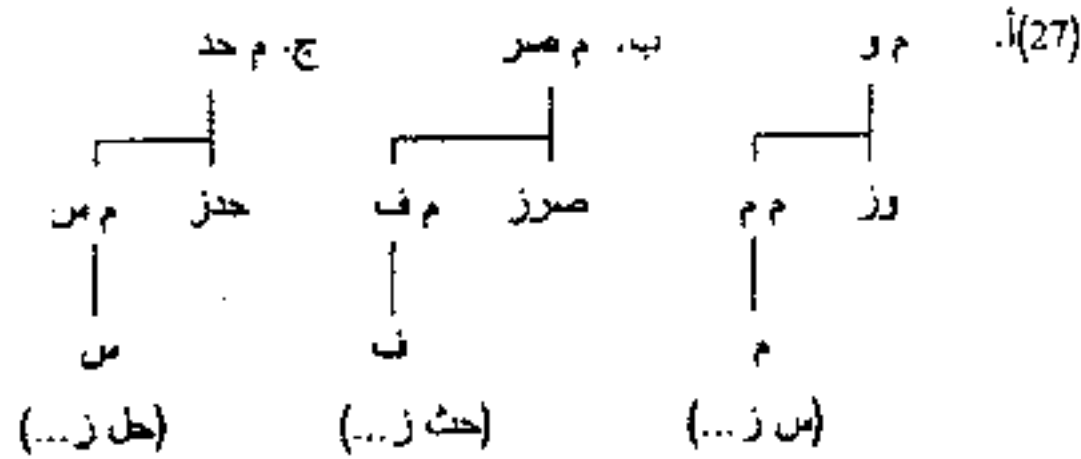 (27)أ. م و ب. م صر ج. م حد
وز م م صرز م ف حدز م س
م ف س
(س ز ...) (حث ز...) (حل ز...)